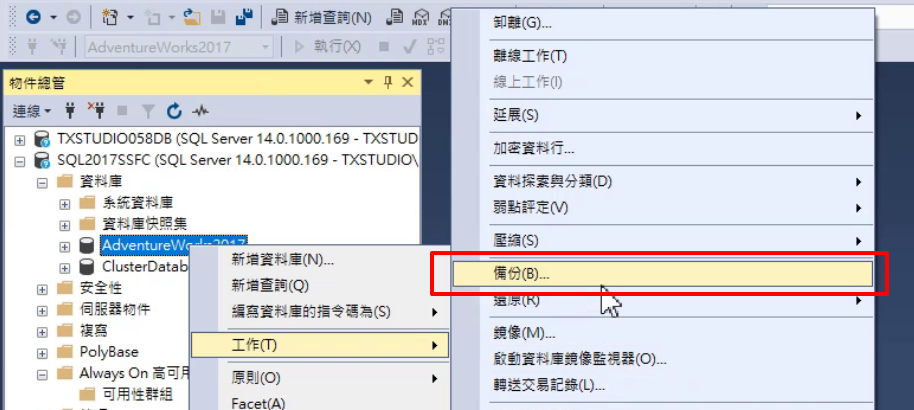 新增查詢(N)
MDX
DMX
AdventureWorks2017
執行(X)
物件總管
連線
TXSTUDIO058DB (SQL Server 14.0.1000.169 - TXSTUD
SQL2017SSFC (SQL Server 14.0.1000.169 - TXSTUDIO\
資料庫
系統資料庫
資料庫快照集
AdventureWorks2017
ClusterDatab
安全性
伺服器物件
複寫
PolyBase
Always On 高可用
可用性群組
新增資料庫(N)...
新增查詢(Q)
編寫資料庫的指令碼為(S)
工作(T)
原則(O)
Facet(A)
卸離(G)...
離線工作(T)
線上工作(I)
延展(S)
加密資料行...
資料探索與分類(D)
弱點評定(V)
壓縮(S)
備份(B)...
還原(R)
鏡像(M)...
啟動資料庫鏡像監視器(O)...
轉送交易記錄(L)...